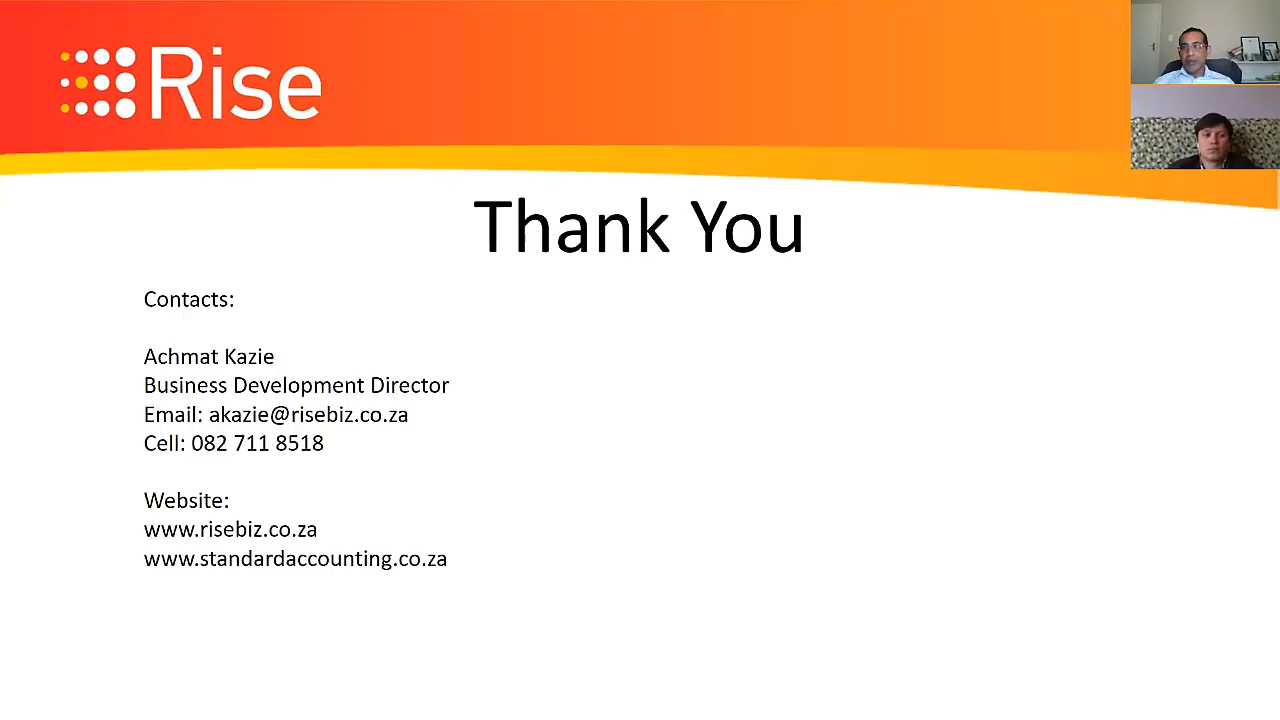 Rise
Thank You
Contacts:
Achmat Kazie
Business Development Director
Email: akazie@risebiz.co.za
Cell: 082 711 8518
Website:
www.risebiz.co.za
www.standardaccounting.co.za